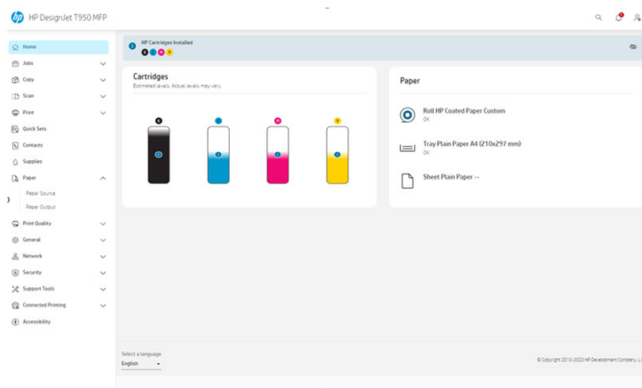 hp HP DesignJet T950 MFP
Home
Jobs
Copy
Scan
Print
Quick Sets
Contacts
Supplies
Paper
Paper Source
Paper Output
Print Quality
General
Network
Security
Support Tools
Connected Printing
Accessibility
HP Cartridges Installed
K C M Y
Cartridges
Estimated levels. Actual levels may vary.
K C M Y
Paper
Roll HP Coated Paper Custom
OK
Tray Plain Paper A4 (210x297 mm)
OK
Sheet Plain Paper --
Select a language
English
© Copyright 2010-2022 HP Development Company, L.